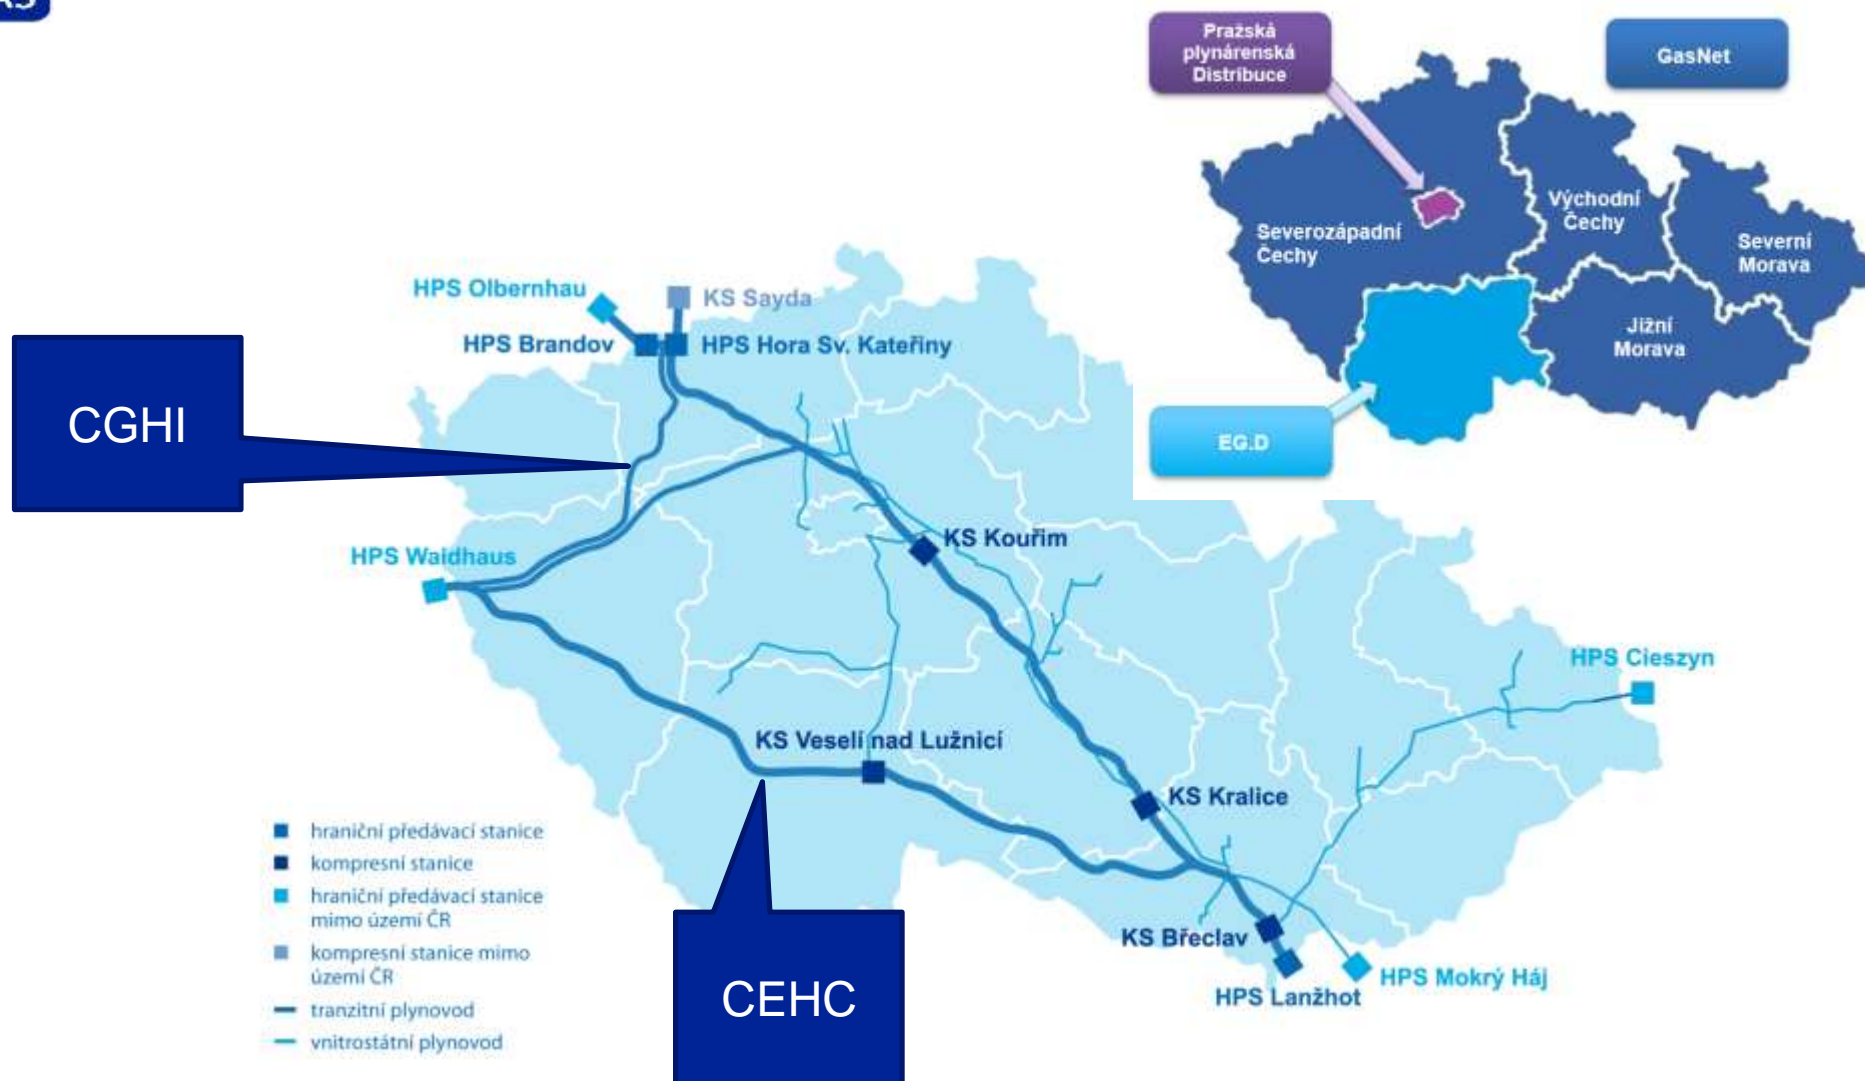 Pražská
plynárenská
Distribuce
GasNet
Východní
Čechy
Severozápadní
Čechy
Severní
Morava
Jižní
Morava
EG.D
HPS Olbernhau
KS Sayda
HPS Brandov
HPS Hora Sv. Kateřiny
CGHI
HPS Waidhaus
KS Kouřim
HPS Cieszyn
KS Veselí nad Lužnicí
KS Kralice
KS Břeclav
HPS Lanžhot
HPS Mokrý Háj
CEHC
hraniční předávací stanice
kompresní stanice
hraniční předávací stanice
mimo území ČR
kompresní stanice mimo
území ČR
tranzitní plynovod
vnitrostátní plynovod